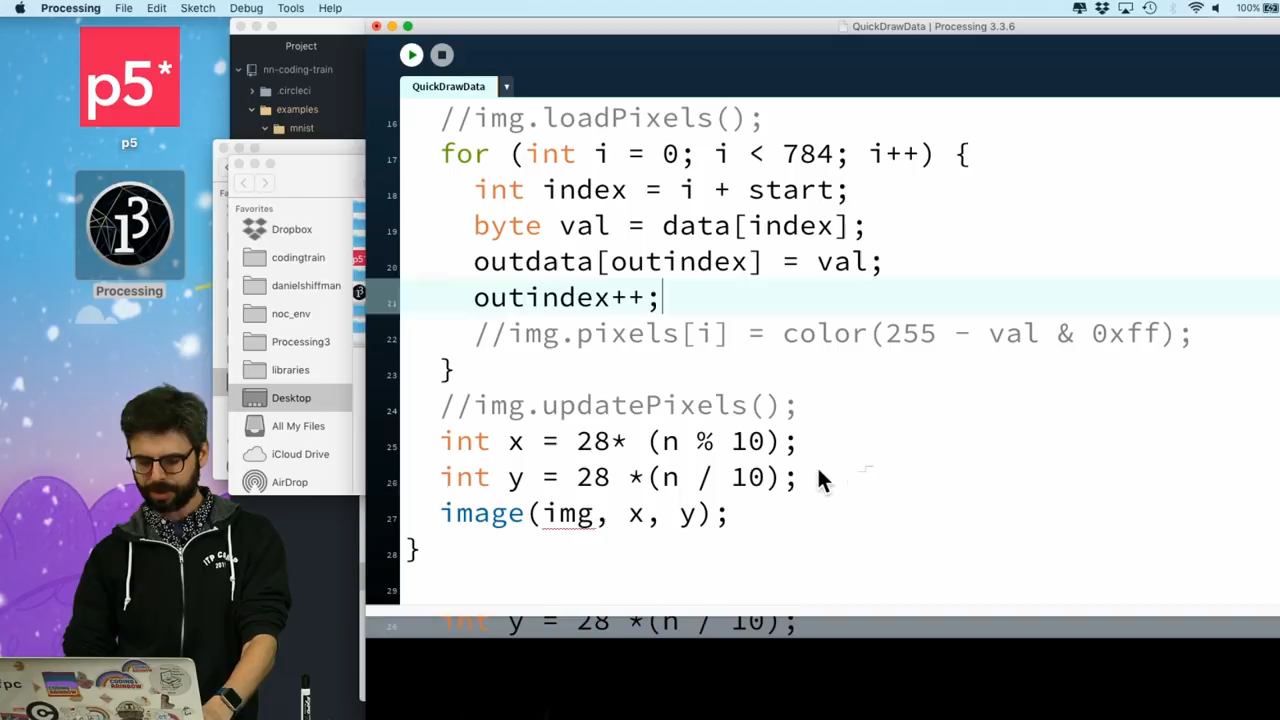 Processing File Edit Sketch Debug Tools Help 100%
QuickDrawData | Processing 3.3.6
Project
nn-coding-train
.circleci
examples
mnist
p5*
p5
Processing
Favorites
Dropbox
codingtrain
danielshiffman
noc_env
Processing3
libraries
Desktop
All My Files
iCloud Drive
AirDrop
QuickDrawData
16 //img.loadPixels();
17 for (int i = 0; i < 784; i++) {
18 int index = i + start;
19 byte val = data[index];
20 outdata[outindex] = val;
21 outindex++;
22 //img.pixels[i] = color(255 - val & 0xff);
23 }
24 //img.updatePixels();
25 int x = 28* (n % 10);
26 int y = 28 *(n / 10);
27 image(img, x, y);
28 }
29
26 int y = 28 *(n / 10);